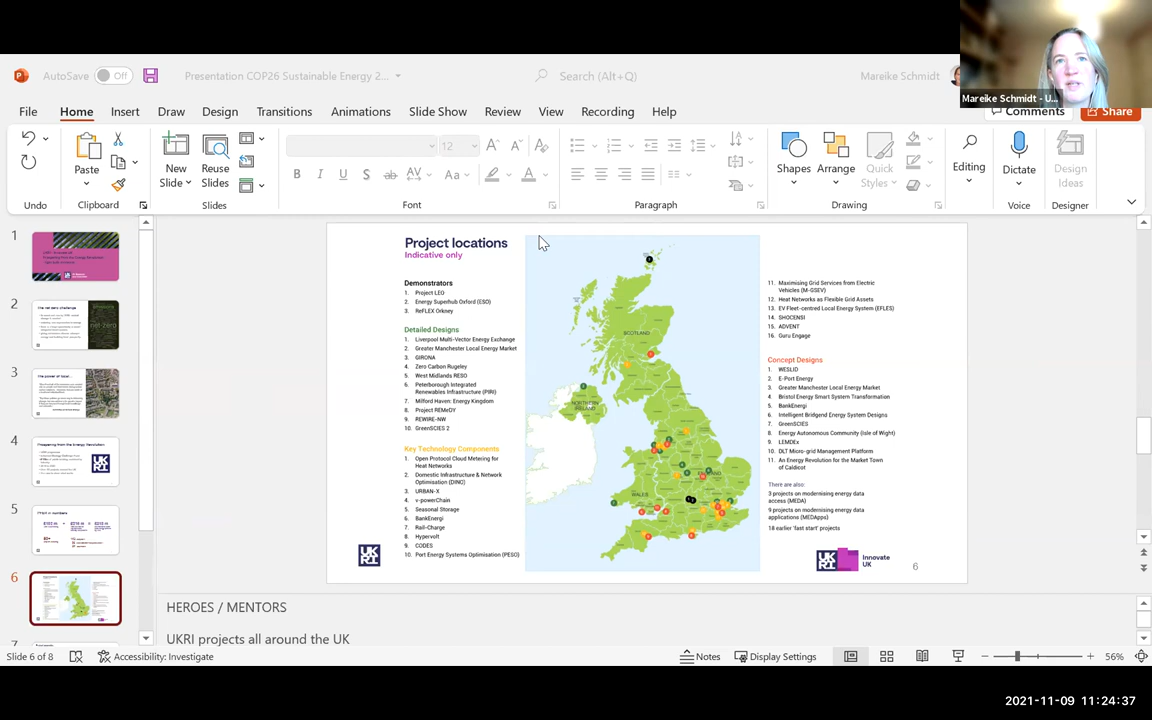 AutoSave Off
Presentation COP26 Sustainable Energy 2...
Search (Alt+Q)
Mareike Schmidt
Mareike Schmidt - U...
File Home Insert Draw Design Transitions Animations Slide Show Review View Recording Help
Comments
Share
Paste
New Slide
Reuse Slides
12
B I U S ab AV Aa A
Shapes
Arrange
Quick Styles
Editing
Dictate
Design Ideas
Undo Clipboard Slides Font Paragraph Drawing Voice Designer
1
2
3
4
5
6
7
Project locations
Indicative only
Demonstrators
1. Project LEO
2. Energy Superhub Oxford (ESO)
3. ReFLEX Orkney
Detailed Designs
1. Liverpool Multi-Vector Energy Exchange
2. Greater Manchester Local Energy Market
3. GIRONA
4. Zero Carbon Rugeley
5. West Midlands RESO
6. Peterborough Integrated
Renewables Infrastructure (PIRI)
7. Milford Haven: Energy Kingdom
8. Project REMeDY
9. REWIRE-NW
10. GreenSCIES 2
Key Technology Components
1. Open Protocol Cloud Metering for
Heat Networks
2. Domestic Infrastructure & Network
Optimisation (DINO)
3. URBAN-X
4. v-powerChain
5. Seasonal Storage
6. BankEnergi
7. Rail-Charge
8. Hypervolt
9. CODES
10. Port Energy Systems Optimisation (PESO)
SCOTLAND
NORTHERN
IRELAND
WALES
11. Maximising Grid Services from Electric
Vehicles (M-GSEV)
12. Heat Networks as Flexible Grid Assets
13. EV Fleet-centred Local Energy System (EFLES)
14. SHOCENSI
15. ADVENT
16. Guru Engage
Concept Designs
1. WESLID
2. E-Port Energy
3. Greater Manchester Local Energy Market
4. Bristol Energy Smart System Transformation
5. BankEnergi
6. Intelligent Bridgend Energy System Designs
7. GreenSCIES
8. Energy Autonomous Community (Isle of Wight)
9. LEMDEx
10. DLT Micro-grid Management Platform
11. An Energy Revolution for the Market Town
of Caldicot
There are also:
3 projects on modernising energy data
access (MEDA)
9 projects on modernising energy data
applications (MEDApps)
18 earlier 'fast start' projects
UKRI
UKRI
Innovate
UK
6
HEROES / MENTORS
UKRI projects all around the UK
Slide 6 of 8
Accessibility: Investigate
Notes
Display Settings
56%
2021-11-09 11:24:37